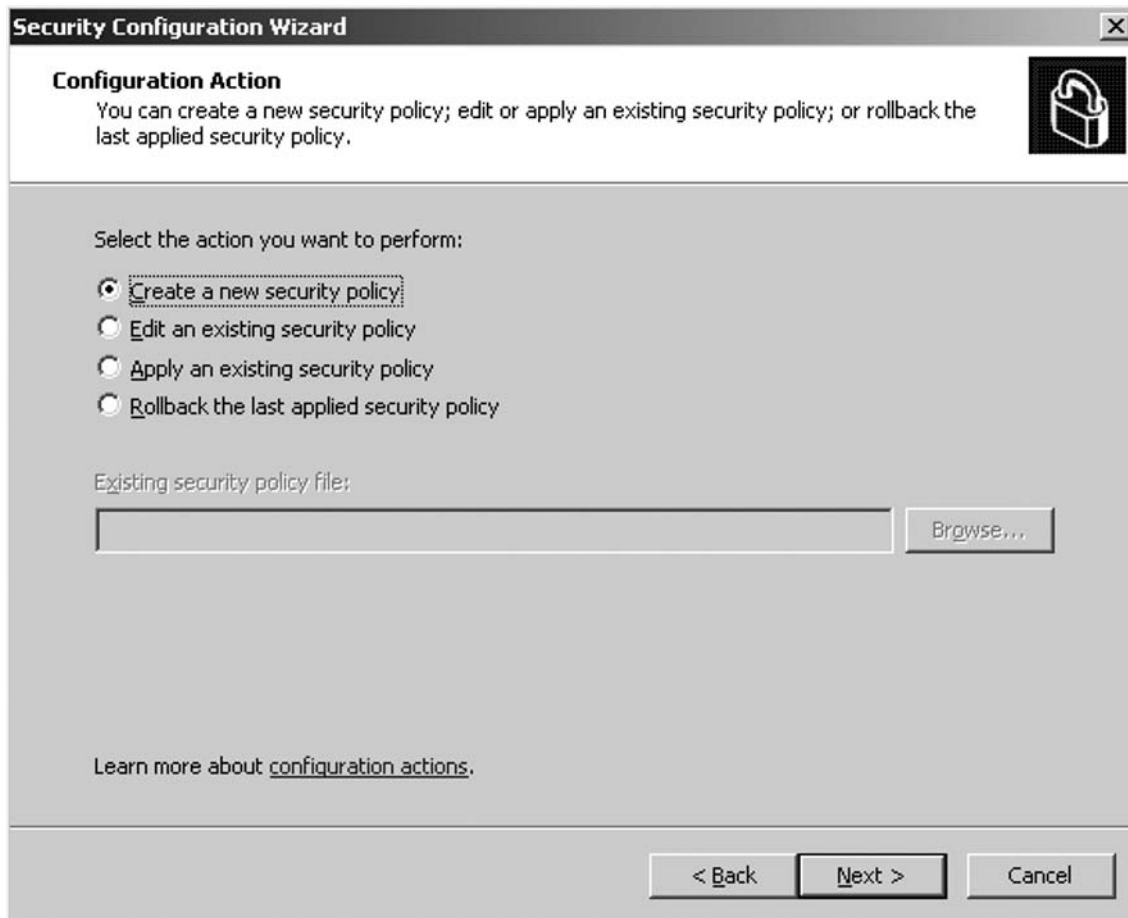 Security Configuration Wizard
Configuration Action
You can create a new security policy; edit or apply an existing security policy; or rollback the
last applied security policy.
Select the action you want to perform:
Create a new security policy
Edit an existing security policy
Apply an existing security policy
Rollback the last applied security policy
Existing security policy file:
Browse...
Learn more about configuration actions.
< Back Next > Cancel